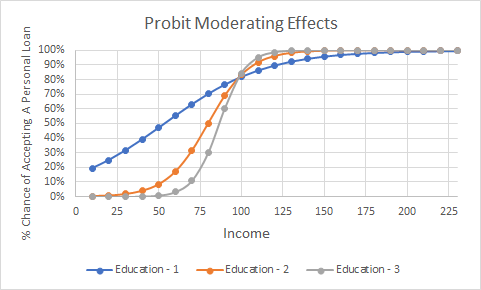 Probit Moderating Effects
% Chance of Accepting A Personal Loan
100%
90%
80%
70%
60%
50%
40%
30%
20%
10%
0%
0 25 50 75 100 125 150 175 200 225
Income
Education - 1 Education - 2 Education - 3